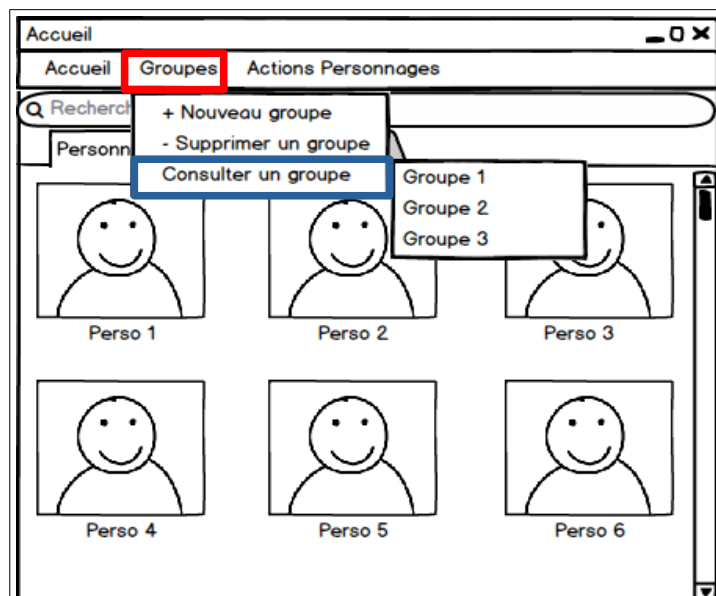 Accueil
Accueil Groupes Actions Personnages
Recherch
+ Nouveau groupe
- Supprimer un groupe
Personn
Consulter un groupe
Groupe 1
Groupe 2
Groupe 3
Perso 1 Perso 2 Perso 3
Perso 4 Perso 5 Perso 6